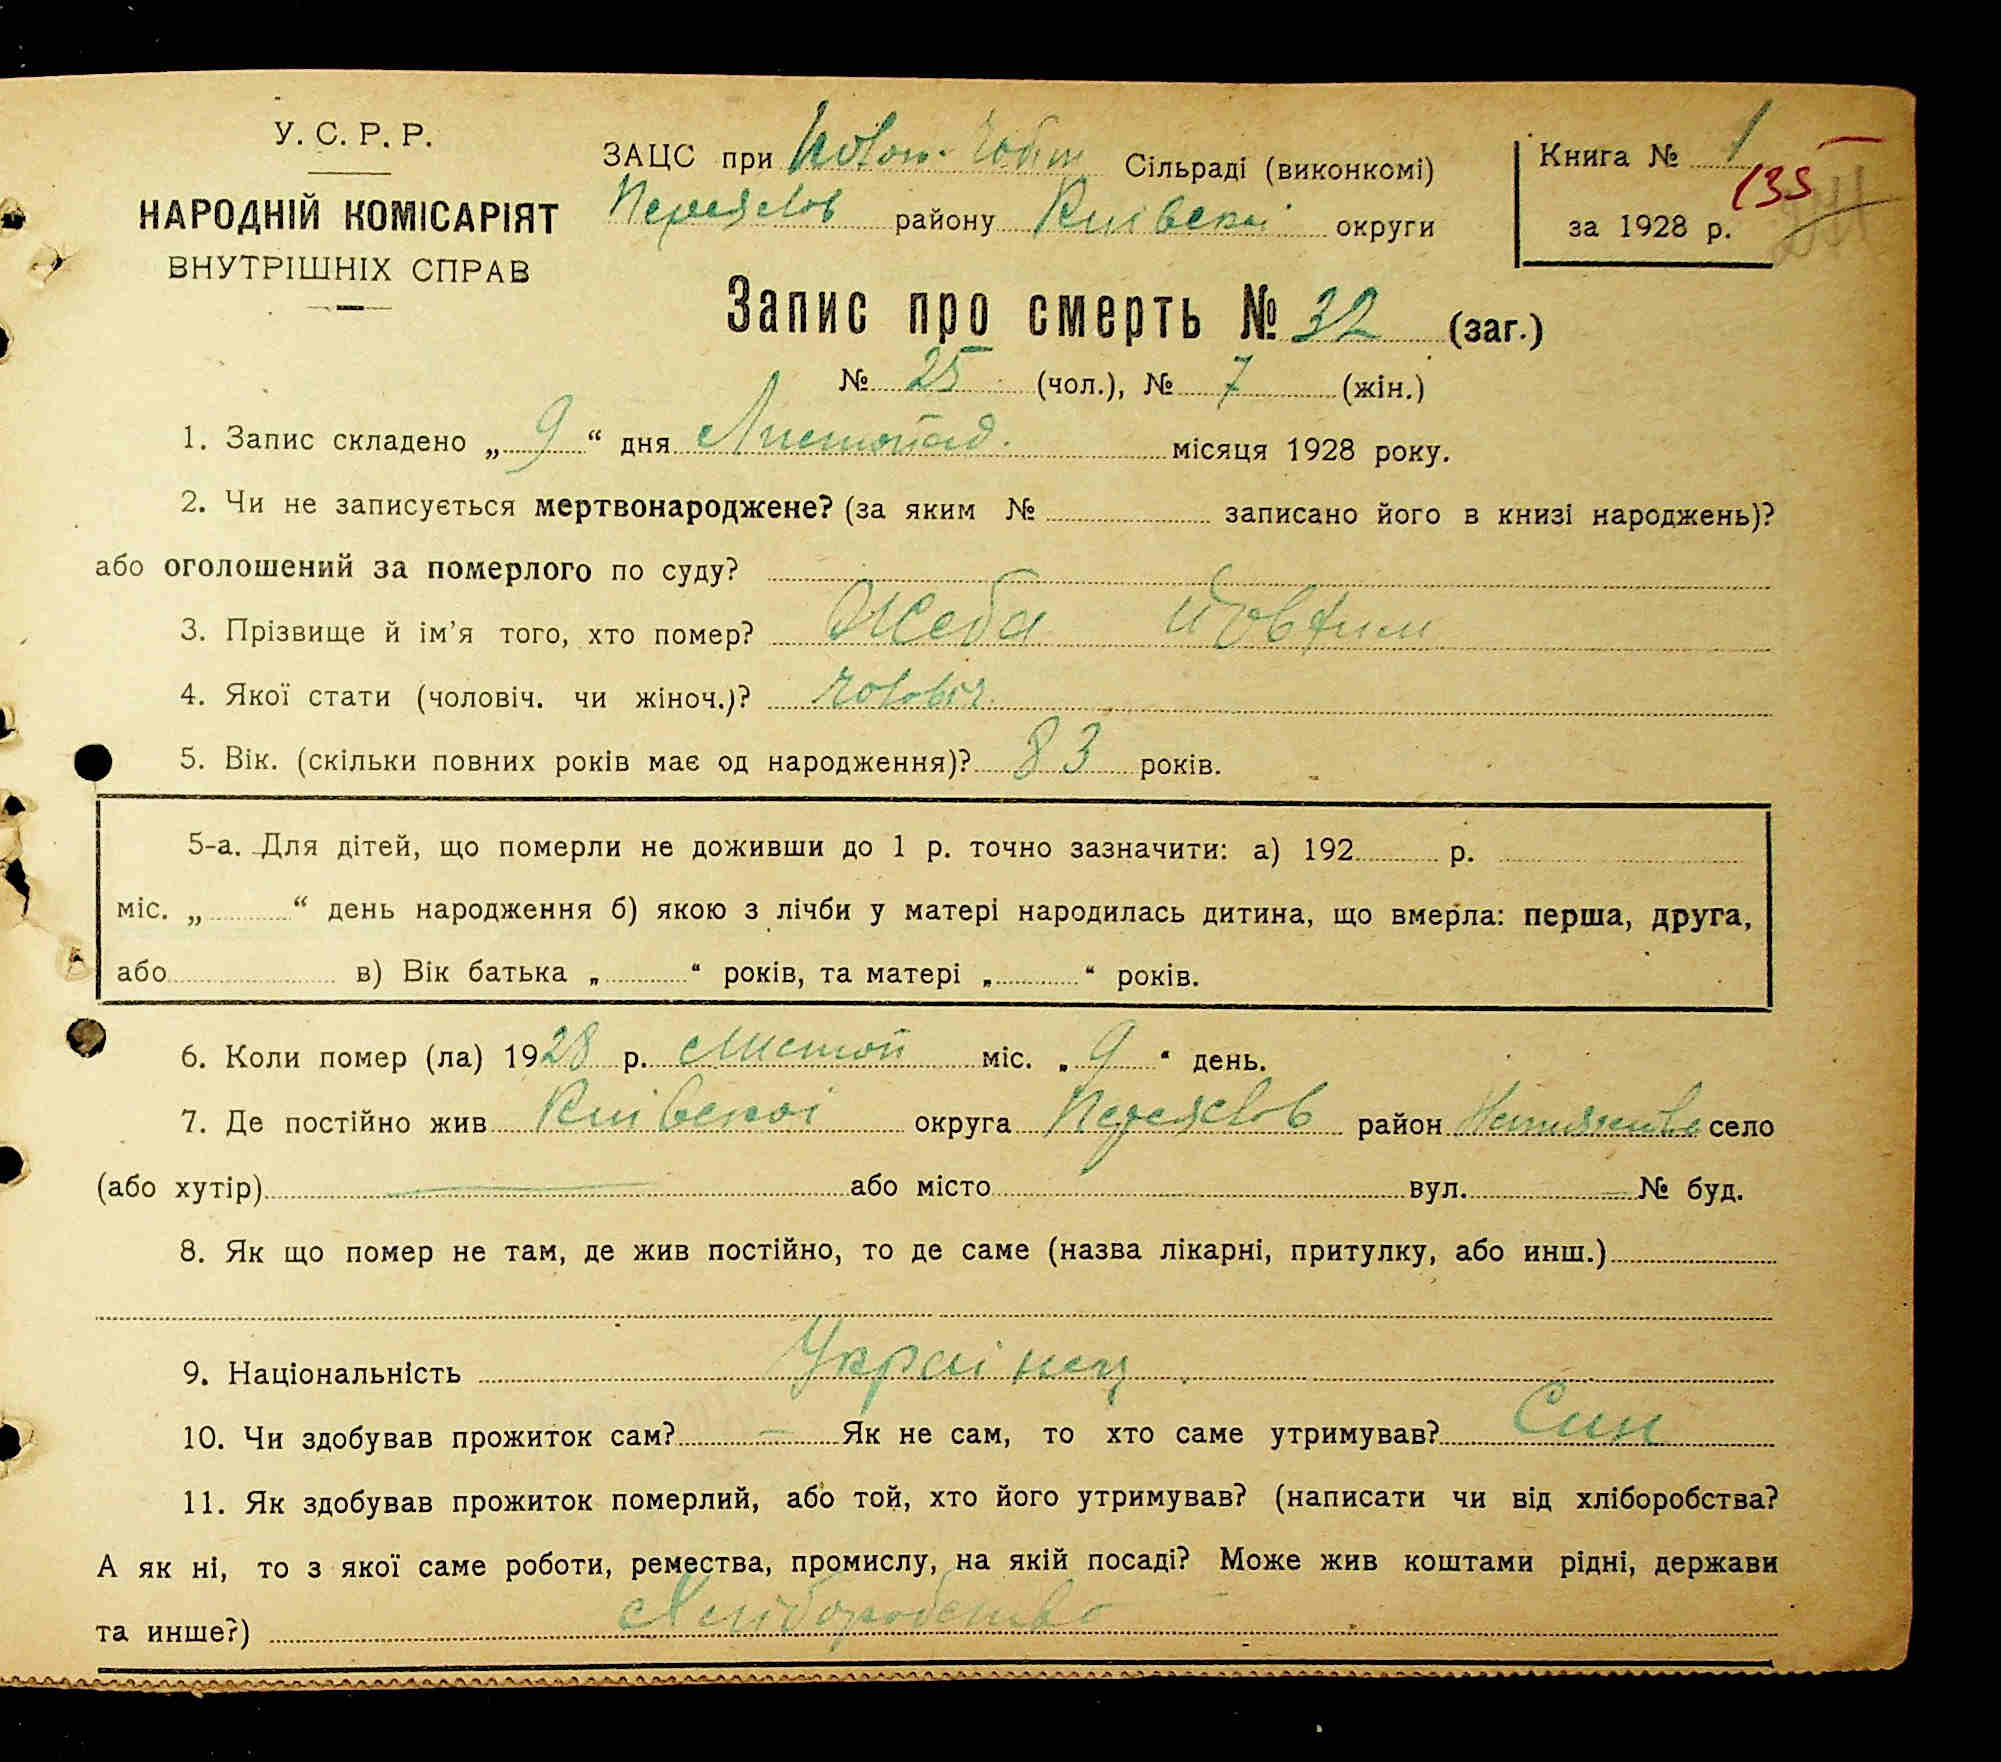 У. С. Р. Р.
НАРОДНІЙ КОМІСАРІЯТ
ВНУТРІШНІХ СПРАВ
ЗАЦС при Сільраді (виконкомі)
Переяслов району Київскоі округи
Книга № 1
135
за 1928 р.
Запис про смерть № 32 (заг.)
№ 25 (чол.), № 7 (жін.)
1. Запис складено „ 9 “ дня Листопад. місяця 1928 року.
2. Чи не записується мертвонароджене? (за яким № записано його в книзі народжень)?
або оголошений за померлого по суду?
3. Прізвище й ім’я того, хто помер? Жеба
4. Якої стати (чоловіч. чи жіноч.)? чоловіч.
5. Вік. (скільки повних років має од народження)? 83 років.
5-а. Для дітей, що померли не доживши до 1 р. точно зазначити: а) 192 р.
міс. „ “ день народження б) якою з лічби у матері народилась дитина, що вмерла: перша, друга,
або в) Вік батька „ “ років, та матері „ “ років.
6. Коли помер (ла) 1928 р. Листоп міс. „ 9 “ день.
7. Де постійно жив Київскоі округа Переяслов район село
(або хутір) — або місто вул. — № буд.
8. Як що помер не там, де жив постійно, то де саме (назва лікарні, притулку, або инш.)
9. Національність Украінец.
10. Чи здобував прожиток сам? — Як не сам, то хто саме утримував? Син
11. Як здобував прожиток померлий, або той, хто його утримував? (написати чи від хліборобства?
А як ні, то з якої саме роботи, ремества, промислу, на якій посаді? Може жив коштами рідні, держави
та инше?) Хліборобство